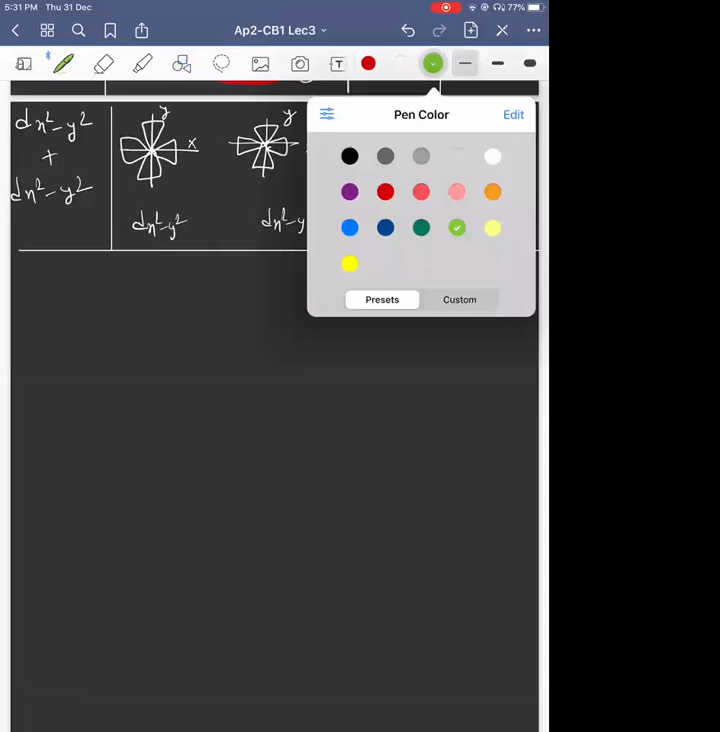 5:31 PM Thu 31 Dec
77%
Ap2-CB1 Lec3
T
Pen Color
Edit
dx²-y²
+
dx²-y²
y
x
y
dx²-y²
dx²-y
Presets
Custom